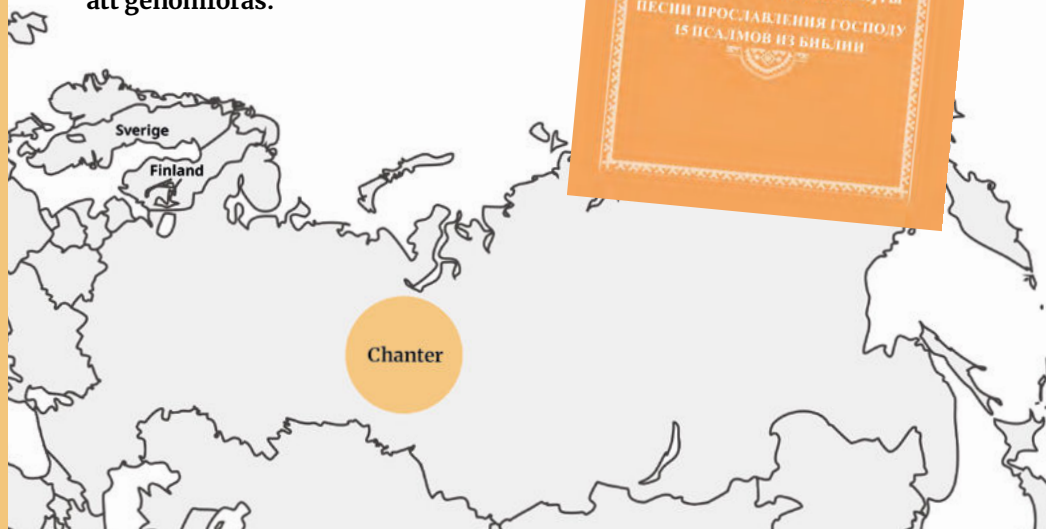 att genomföras.
ПЕСНИ ПРОСЛАВЛЕНИЯ ГОСПОДУ
15 ПСАЛМОВ ИЗ БИБЛИИ
Sverige
Finland
Chanter